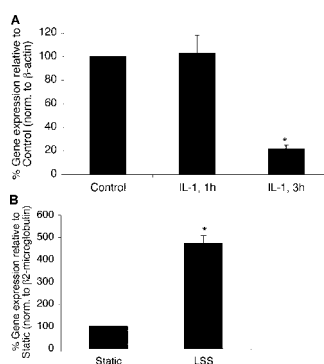 A
% Gene expression relative to
Control (norm. to β-actin)
120
100
80
60
40
20
0
*
Control
IL-1, 1h
IL-1, 3h
B
% Gene expression relative to
Static (norm. to β2-microglobulin)
600
500
400
300
200
100
0
*
Static
LSS